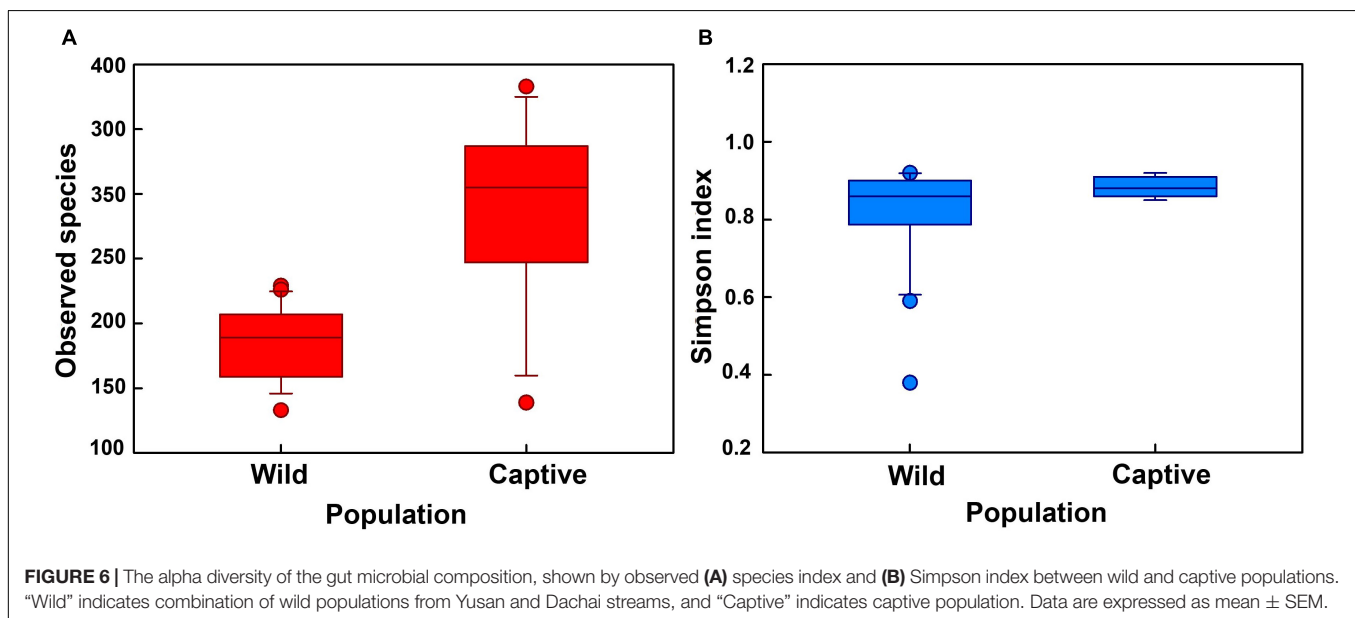 A
400
300
350
250
200
150
100
Observed species
Wild
Captive
Population
B
1.2
1.0
0.8
0.6
0.4
0.2
Simpson index
Wild
Captive
Population
FIGURE 6 | The alpha diversity of the gut microbial composition, shown by observed (A) species index and (B) Simpson index between wild and captive populations.
“Wild” indicates combination of wild populations from Yusan and Dachai streams, and “Captive” indicates captive population. Data are expressed as mean ± SEM.